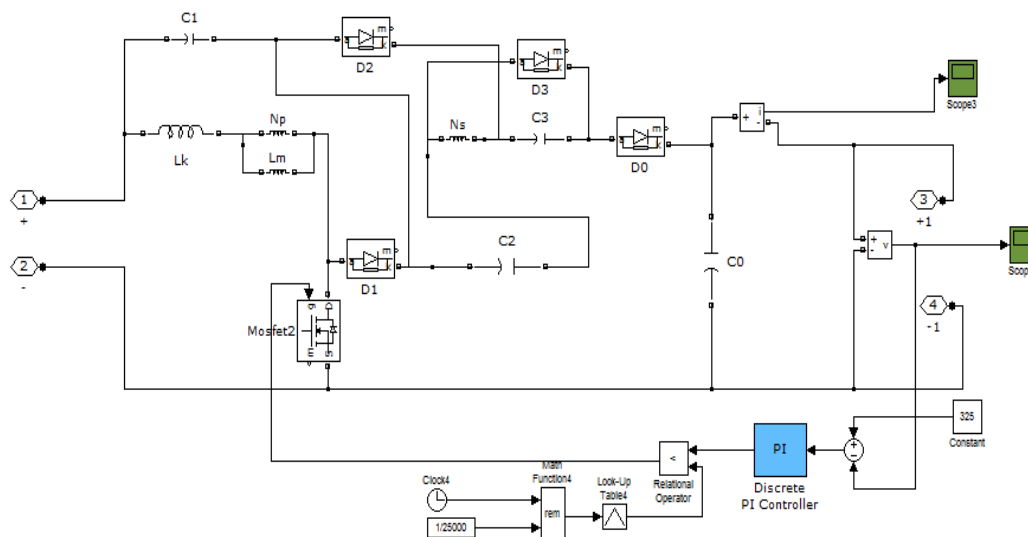 C1
m
k
D2
m
k
D3
Scope3
Np
Lk
Lm
Ns
C3
m
k
D0
+
i
-
1
+
3
+1
2
-
m
k
D1
C2
C0
+
-
v
Scop
4
-1
g
D
Mosfet2
m
S
325
Constant
PI
Discrete
PI Controller
+
-
<
Relational
Operator
Clock4
Math
Function4
rem
1/25000
Look-Up
Table4